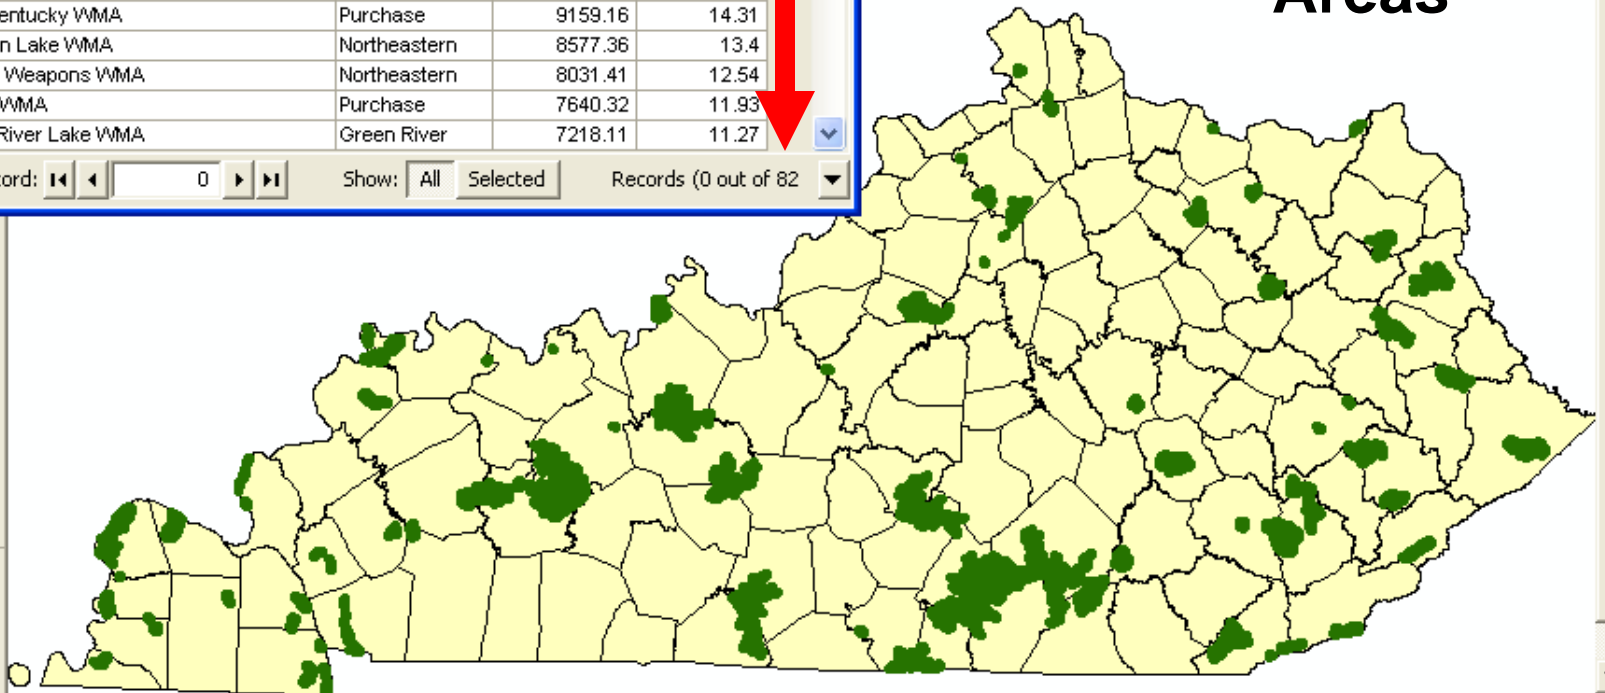 Areas
entucky WMA Purchase 9159.16 14.31
n Lake WMA Northeastern 8577.36 13.4
Weapons WMA Northeastern 8031.41 12.54
WMA Purchase 7640.32 11.93
River Lake WMA Green River 7218.11 11.27
ord: 0 Show: All Selected Records (0 out of 82